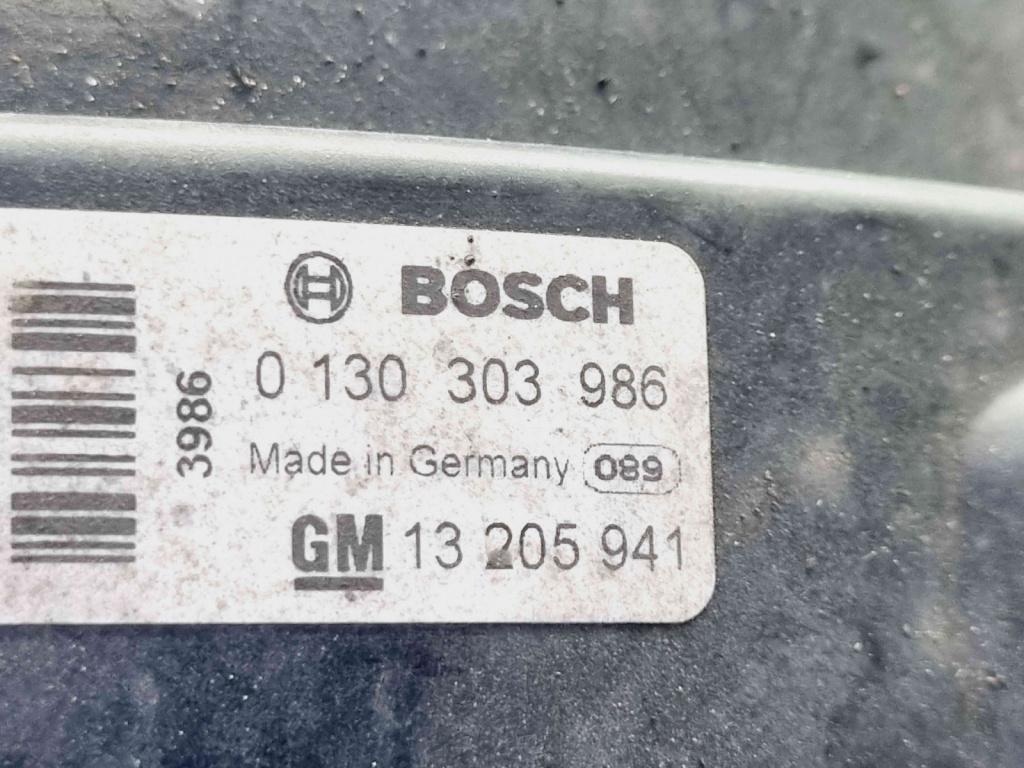 BOSCH
0 130 303 986
3986
Made in Germany 089
GM 13 205 941